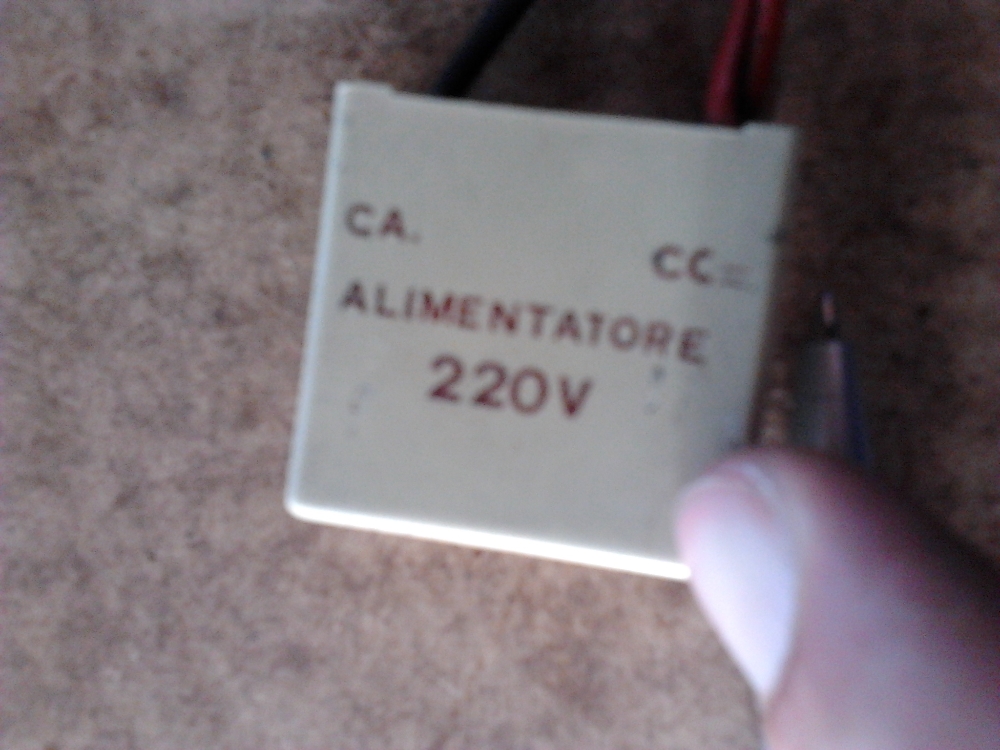 CA.
CC=
ALIMENTATORE
220V